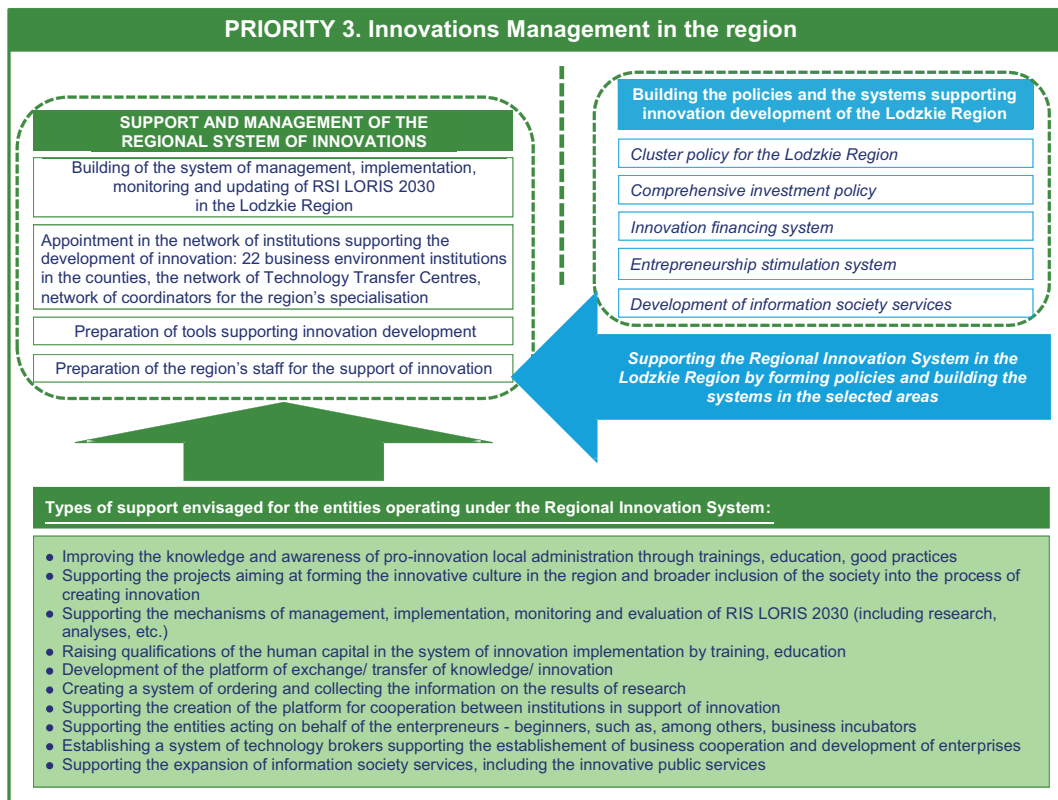 PRIORITY 3. Innovations Management in the region
SUPPORT AND MANAGEMENT OF THE
REGIONAL SYSTEM OF INNOVATIONS
Building of the system of management, implementation,
monitoring and updating of RSI LORIS 2030
in the Lodzkie Region
Appointment in the network of institutions supporting the
development of innovation: 22 business environment institutions
in the counties, the network of Technology Transfer Centres,
network of coordinators for the region's specialisation
Preparation of tools supporting innovation development
Preparation of the region's staff for the support of innovation
Building the policies and the systems supporting
innovation development of the Lodzkie Region
Cluster policy for the Lodzkie Region
Comprehensive investment policy
Innovation financing system
Entrepreneurship stimulation system
Development of information society services
Supporting the Regional Innovation System in the
Lodzkie Region by forming policies and building the
systems in the selected areas
Types of support envisaged for the entities operating under the Regional Innovation System:
● Improving the knowledge and awareness of pro-innovation local administration through trainings, education, good practices
● Supporting the projects aiming at forming the innovative culture in the region and broader inclusion of the society into the process of
creating innovation
● Supporting the mechanisms of management, implementation, monitoring and evaluation of RIS LORIS 2030 (including research,
analyses, etc.)
● Raising qualifications of the human capital in the system of innovation implementation by training, education
● Development of the platform of exchange/ transfer of knowledge/ innovation
● Creating a system of ordering and collecting the information on the results of research
● Supporting the creation of the platform for cooperation between institutions in support of innovation
● Supporting the entities acting on behalf of the enterpreneurs - beginners, such as, among others, business incubators
● Establishing a system of technology brokers supporting the establishement of business cooperation and development of enterprises
● Supporting the expansion of information society services, including the innovative public services